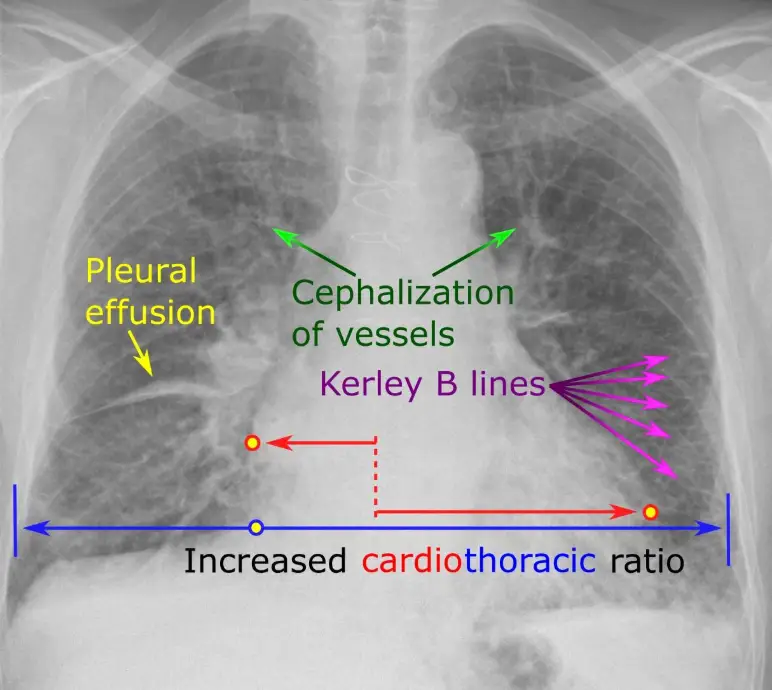 Pleural
effusion
Cephalization
of vessels
Kerley B lines
Increased cardiothoracic ratio